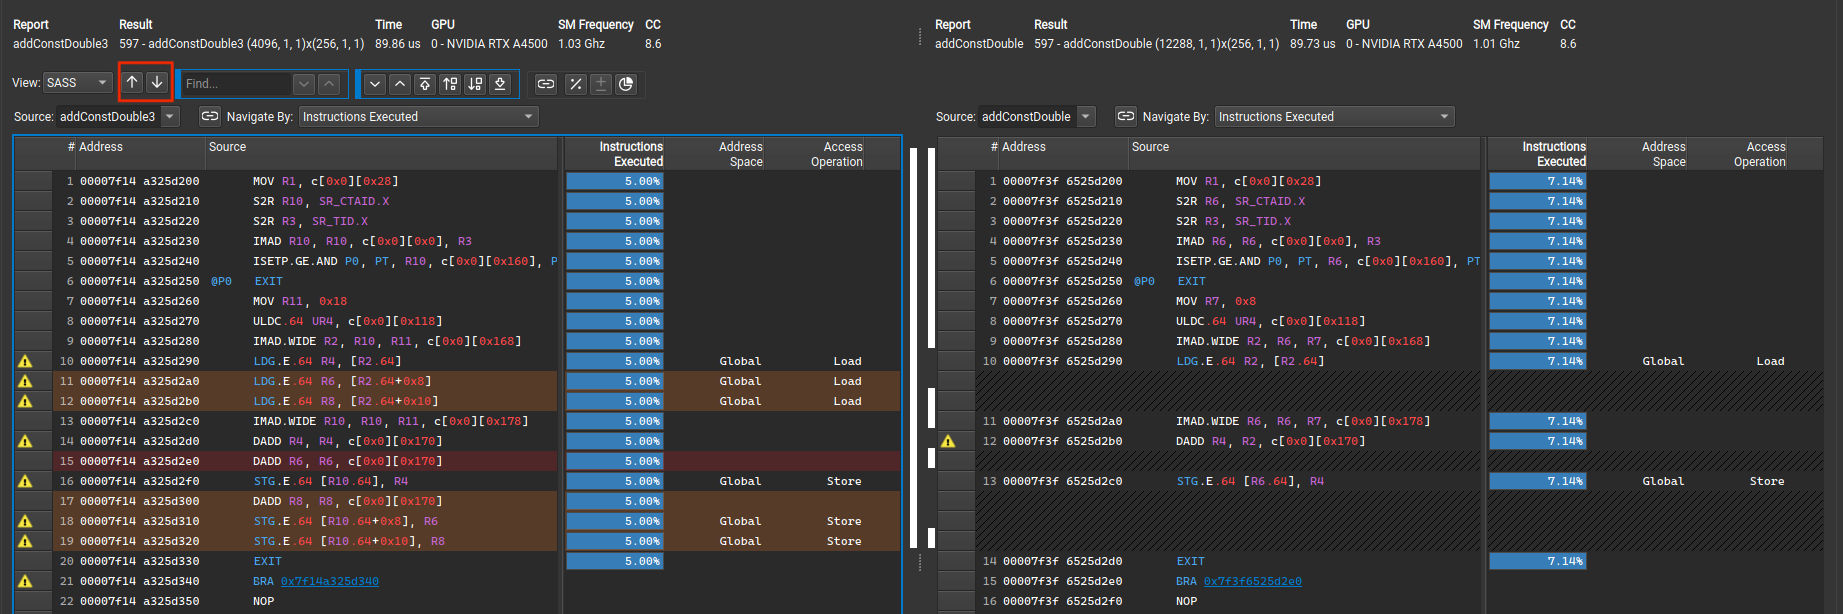 Report Result Time GPU SM Frequency CC
addConstDouble3 597 - addConstDouble3 (4096, 1, 1)x(256, 1, 1) 89.86 us 0 - NVIDIA RTX A4500 1.03 Ghz 8.6
View: SASS Find...
Source: addConstDouble3 Navigate By: Instructions Executed
# Address Source Instructions Executed Address Space Access Operation
1 00007f14 a325d200 MOV R1, c[0x0][0x28] 5.00%
2 00007f14 a325d210 S2R R10, SR_CTAID.X 5.00%
3 00007f14 a325d220 S2R R3, SR_TID.X 5.00%
4 00007f14 a325d230 IMAD R10, R10, c[0x0][0x0], R3 5.00%
5 00007f14 a325d240 ISETP.GE.AND P0, PT, R10, c[0x0][0x160], P 5.00%
6 00007f14 a325d250 @P0 EXIT 5.00%
7 00007f14 a325d260 MOV R11, 0x18 5.00%
8 00007f14 a325d270 ULDC.64 UR4, c[0x0][0x118] 5.00%
9 00007f14 a325d280 IMAD.WIDE R2, R10, R11, c[0x0][0x168] 5.00%
10 00007f14 a325d290 LDG.E.64 R4, [R2.64] 5.00% Global Load
11 00007f14 a325d2a0 LDG.E.64 R6, [R2.64+0x8] 5.00% Global Load
12 00007f14 a325d2b0 LDG.E.64 R8, [R2.64+0x10] 5.00% Global Load
13 00007f14 a325d2c0 IMAD.WIDE R10, R10, R11, c[0x0][0x178] 5.00%
14 00007f14 a325d2d0 DADD R4, R4, c[0x0][0x170] 5.00%
15 00007f14 a325d2e0 DADD R6, R6, c[0x0][0x170] 5.00%
16 00007f14 a325d2f0 STG.E.64 [R10.64], R4 5.00% Global Store
17 00007f14 a325d300 DADD R8, R8, c[0x0][0x170] 5.00%
18 00007f14 a325d310 STG.E.64 [R10.64+0x8], R6 5.00% Global Store
19 00007f14 a325d320 STG.E.64 [R10.64+0x10], R8 5.00% Global Store
20 00007f14 a325d330 EXIT 5.00%
21 00007f14 a325d340 BRA 0x7f14a325d340
22 00007f14 a325d350 NOP
Report Result Time GPU SM Frequency CC
addConstDouble 597 - addConstDouble (12288, 1, 1)x(256, 1, 1) 89.73 us 0 - NVIDIA RTX A4500 1.01 Ghz 8.6
Source: addConstDouble Navigate By: Instructions Executed
# Address Source Instructions Executed Address Space Access Operation
1 00007f3f 6525d200 MOV R1, c[0x0][0x28] 7.14%
2 00007f3f 6525d210 S2R R6, SR_CTAID.X 7.14%
3 00007f3f 6525d220 S2R R3, SR_TID.X 7.14%
4 00007f3f 6525d230 IMAD R6, R6, c[0x0][0x0], R3 7.14%
5 00007f3f 6525d240 ISETP.GE.AND P0, PT, R6, c[0x0][0x160], PT 7.14%
6 00007f3f 6525d250 @P0 EXIT 7.14%
7 00007f3f 6525d260 MOV R7, 0x8 7.14%
8 00007f3f 6525d270 ULDC.64 UR4, c[0x0][0x118] 7.14%
9 00007f3f 6525d280 IMAD.WIDE R2, R6, R7, c[0x0][0x168] 7.14%
10 00007f3f 6525d290 LDG.E.64 R2, [R2.64] 7.14% Global Load
11 00007f3f 6525d2a0 IMAD.WIDE R6, R6, R7, c[0x0][0x178] 7.14%
12 00007f3f 6525d2b0 DADD R4, R2, c[0x0][0x170] 7.14%
13 00007f3f 6525d2c0 STG.E.64 [R6.64], R4 7.14% Global Store
14 00007f3f 6525d2d0 EXIT 7.14%
15 00007f3f 6525d2e0 BRA 0x7f3f6525d2e0
16 00007f3f 6525d2f0 NOP